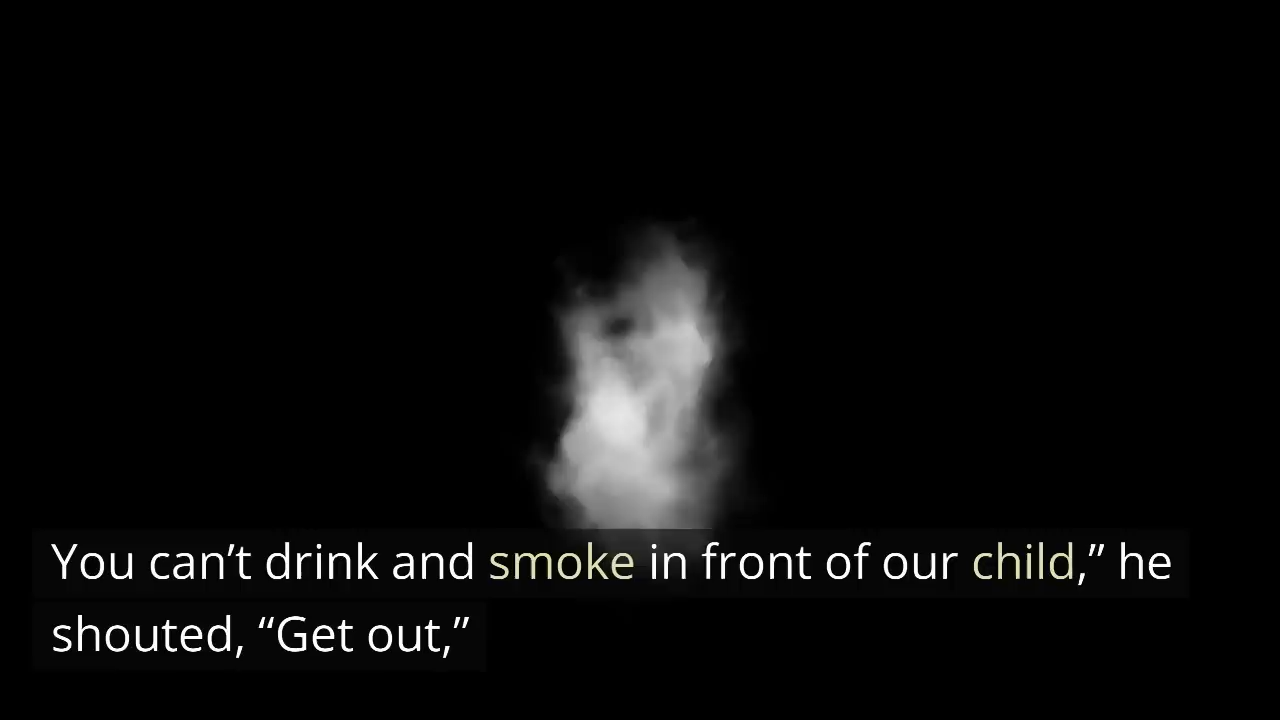 You can’t drink and smoke in front of our child,” he
shouted, “Get out,”